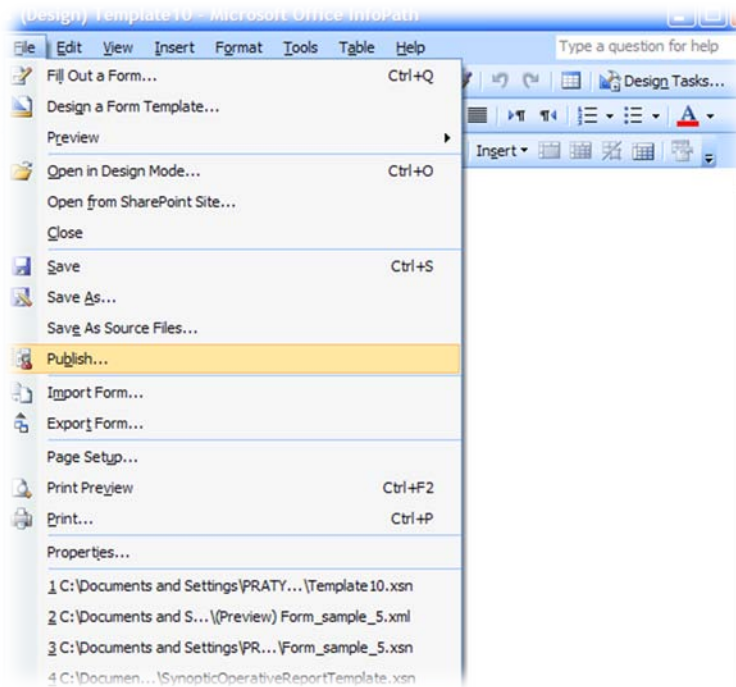 (Design) Template10 - Microsoft Office InfoPath
File Edit View Insert Format Tools Table Help
Type a question for help
Fill Out a Form... Ctrl+Q
Design Tasks...
Design a Form Template...
Preview
Insert
Open in Design Mode... Ctrl+O
Open from SharePoint Site...
Close
Save Ctrl+S
Save As...
Save As Source Files...
Publish...
Import Form...
Export Form...
Page Setup...
Print Preview Ctrl+F2
Print... Ctrl+P
Properties...
1 C:\Documents and Settings\PRATY...\Template10.xsn
2 C:\Documents and S...\(Preview) Form_sample_5.xml
3 C:\Documents and Settings\PR...\Form_sample_5.xsn
4 C:\Documen...\SynopticOperativeReportTemplate.xsn